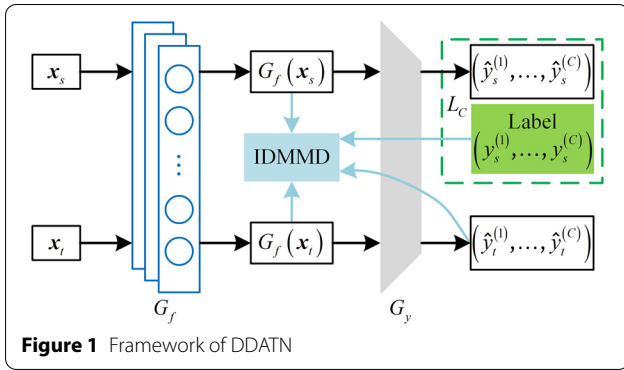 x_s
G_f(x_s)
(ŷ_s^(1),…,ŷ_s^(C))
L_C
Label
(y_s^(1),…,y_s^(C))
IDMMD
x_t
G_f(x_t)
(ŷ_t^(1),…,ŷ_t^(C))
G_f
G_y
Figure 1 Framework of DDATN